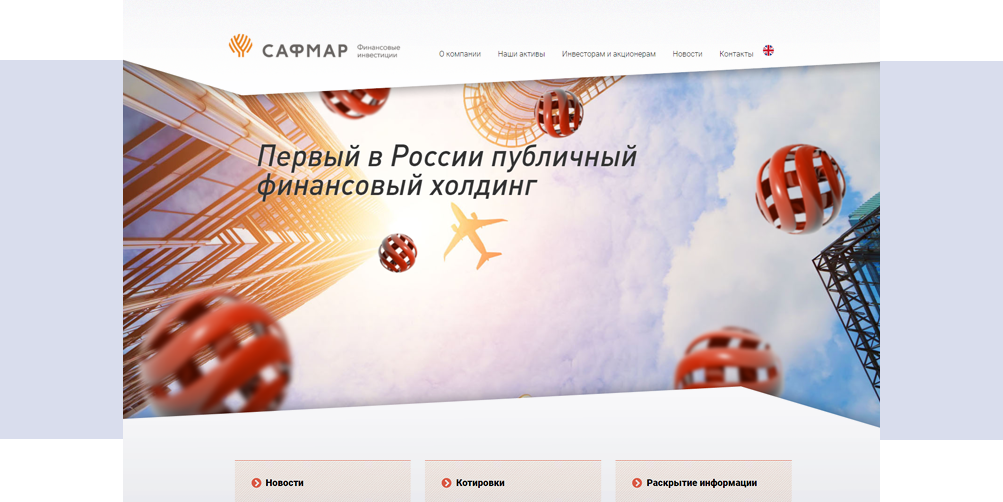 САФМАР
Финансовые
инвестиции
О компании
Наши активы
Инвесторам и акционерам
Новости
Контакты
Первый в России публичный
финансовый холдинг
Новости
Котировки
Раскрытие информации